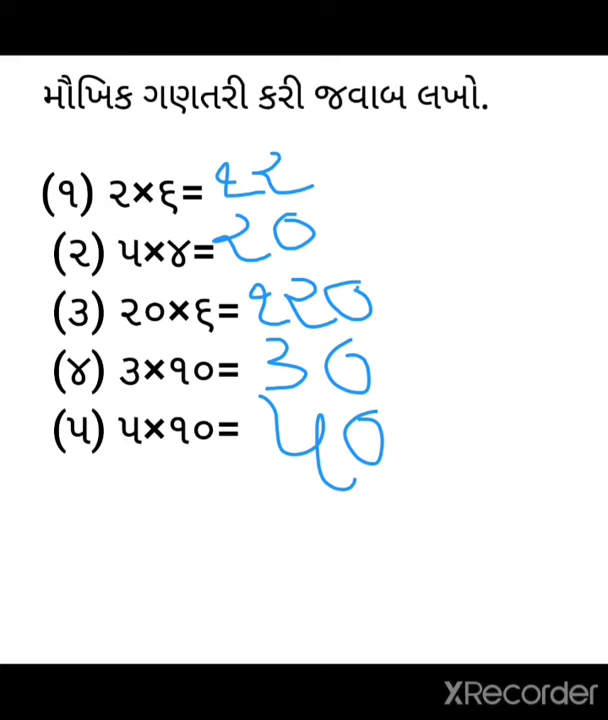 મૌખિક ગણતરી કરી જવાબ લખો.
(૧) ૨×૬= ૧૨
(૨) ૫×૪= ૨૦
(૩) ૨૦×૬= ૧૨૦
(૪) ૩×૧૦= ૩૦
(૫) ૫×૧૦= ૫૦
XRecorder